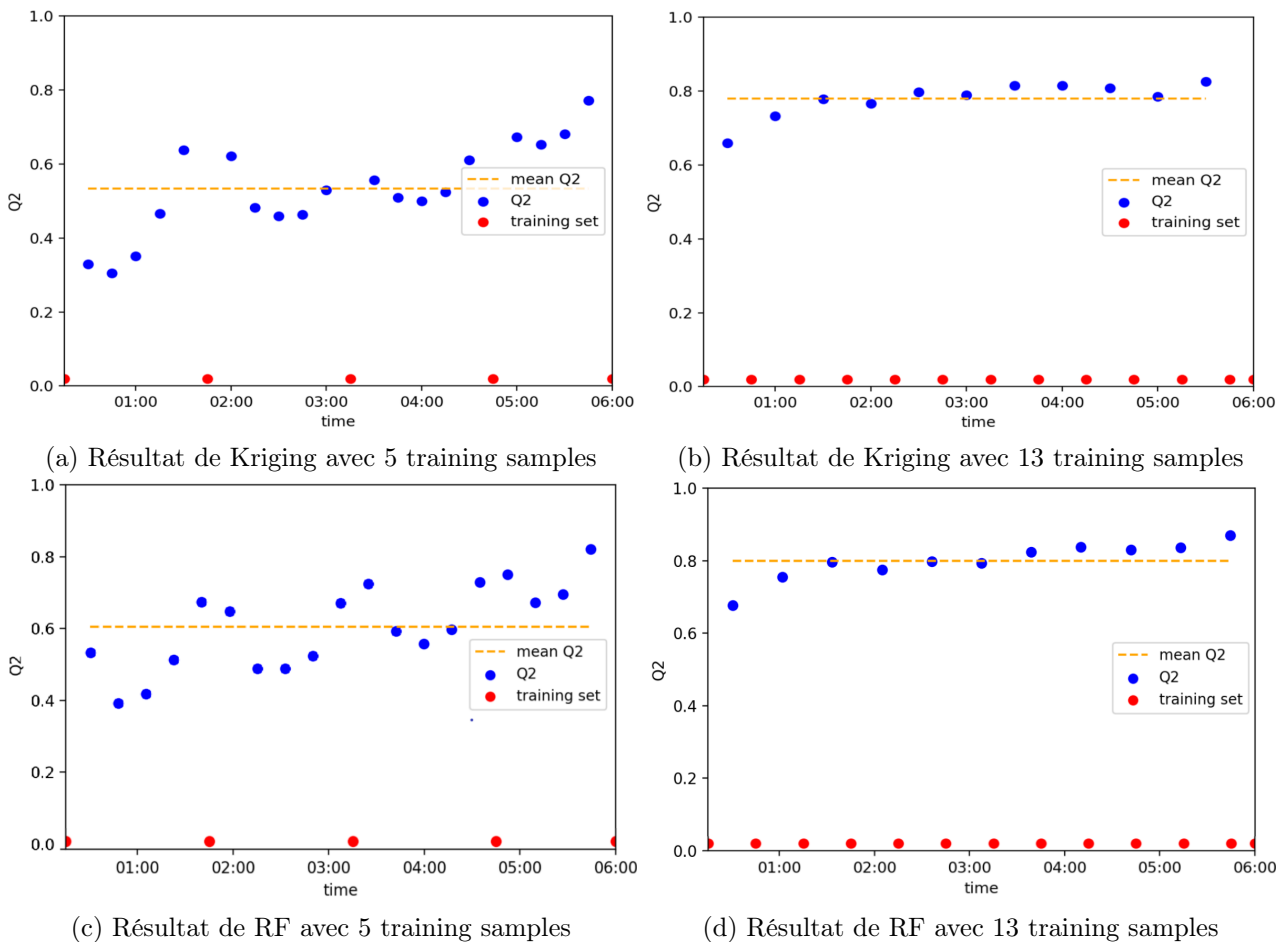 1.0
0.8
0.6
0.4
0.2
0.0
Q2
mean Q2
Q2
training set
01:00 02:00 03:00 04:00 05:00 06:00
time
(a) Résultat de Kriging avec 5 training samples
1.0
0.8
0.6
0.4
0.2
0.0
Q2
mean Q2
Q2
training set
01:00 02:00 03:00 04:00 05:00 06:00
time
(b) Résultat de Kriging avec 13 training samples
1.0
0.8
0.6
0.4
0.2
0.0
Q2
mean Q2
Q2
training set
01:00 02:00 03:00 04:00 05:00 06:00
time
(c) Résultat de RF avec 5 training samples
1.0
0.8
0.6
0.4
0.2
0.0
Q2
mean Q2
Q2
training set
01:00 02:00 03:00 04:00 05:00 06:00
time
(d) Résultat de RF avec 13 training samples